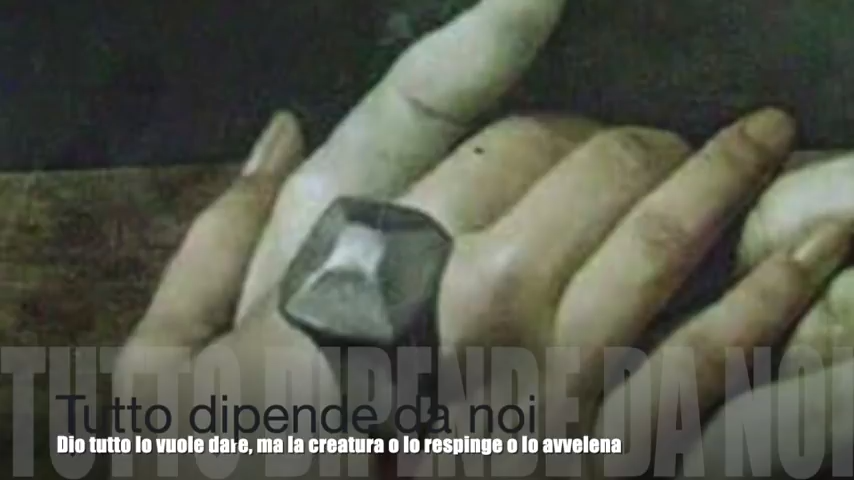 TUTTO DIPENDE DA NOI
Tutto dipende da noi
Dio tutto lo vuole dare, ma la creatura o lo respinge o lo avvelena